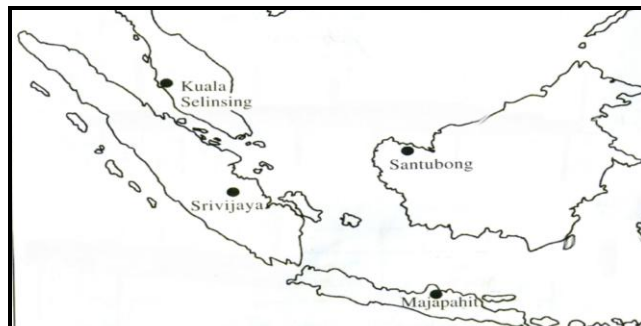 Kuala
Selinsing
Santubong
Srivijaya
Majapahit